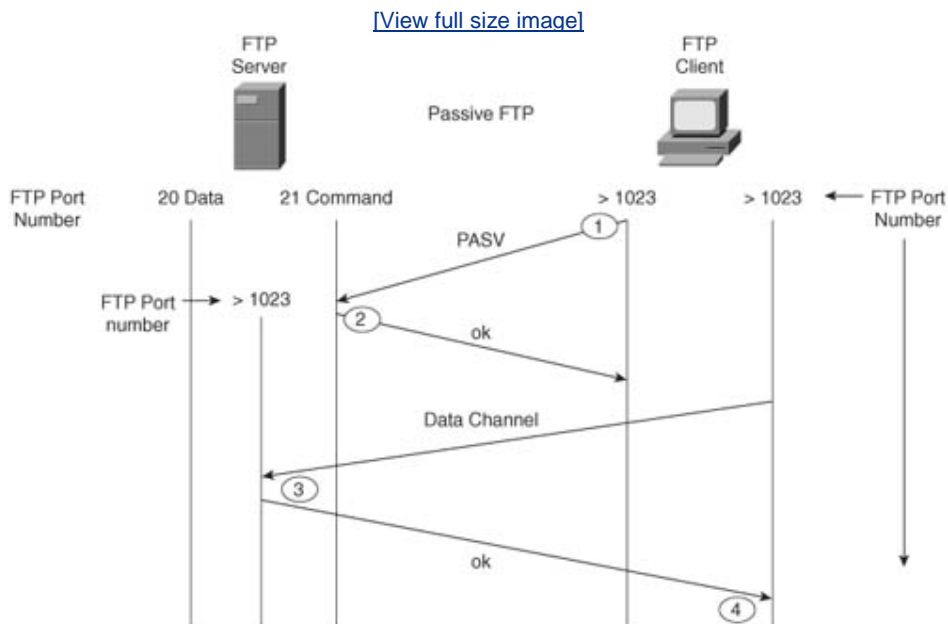 [View full size image]
FTP
Server
FTP
Client
Passive FTP
FTP Port
Number
20 Data
21 Command
> 1023
> 1023
FTP Port
Number
1
PASV
FTP Port
number
> 1023
2
ok
Data Channel
3
ok
4